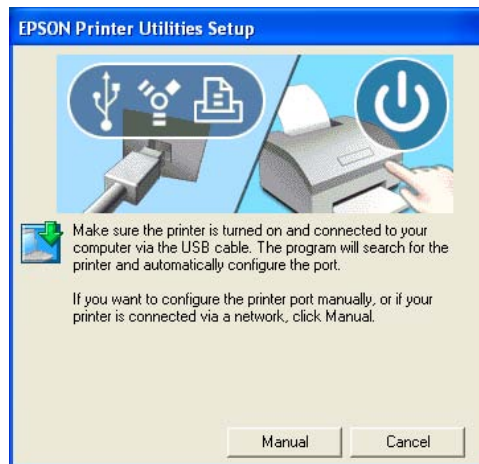 EPSON Printer Utilities Setup
Make sure the printer is turned on and connected to your
computer via the USB cable. The program will search for the
printer and automatically configure the port.
If you want to configure the printer port manually, or if your
printer is connected via a network, click Manual.
Manual
Cancel